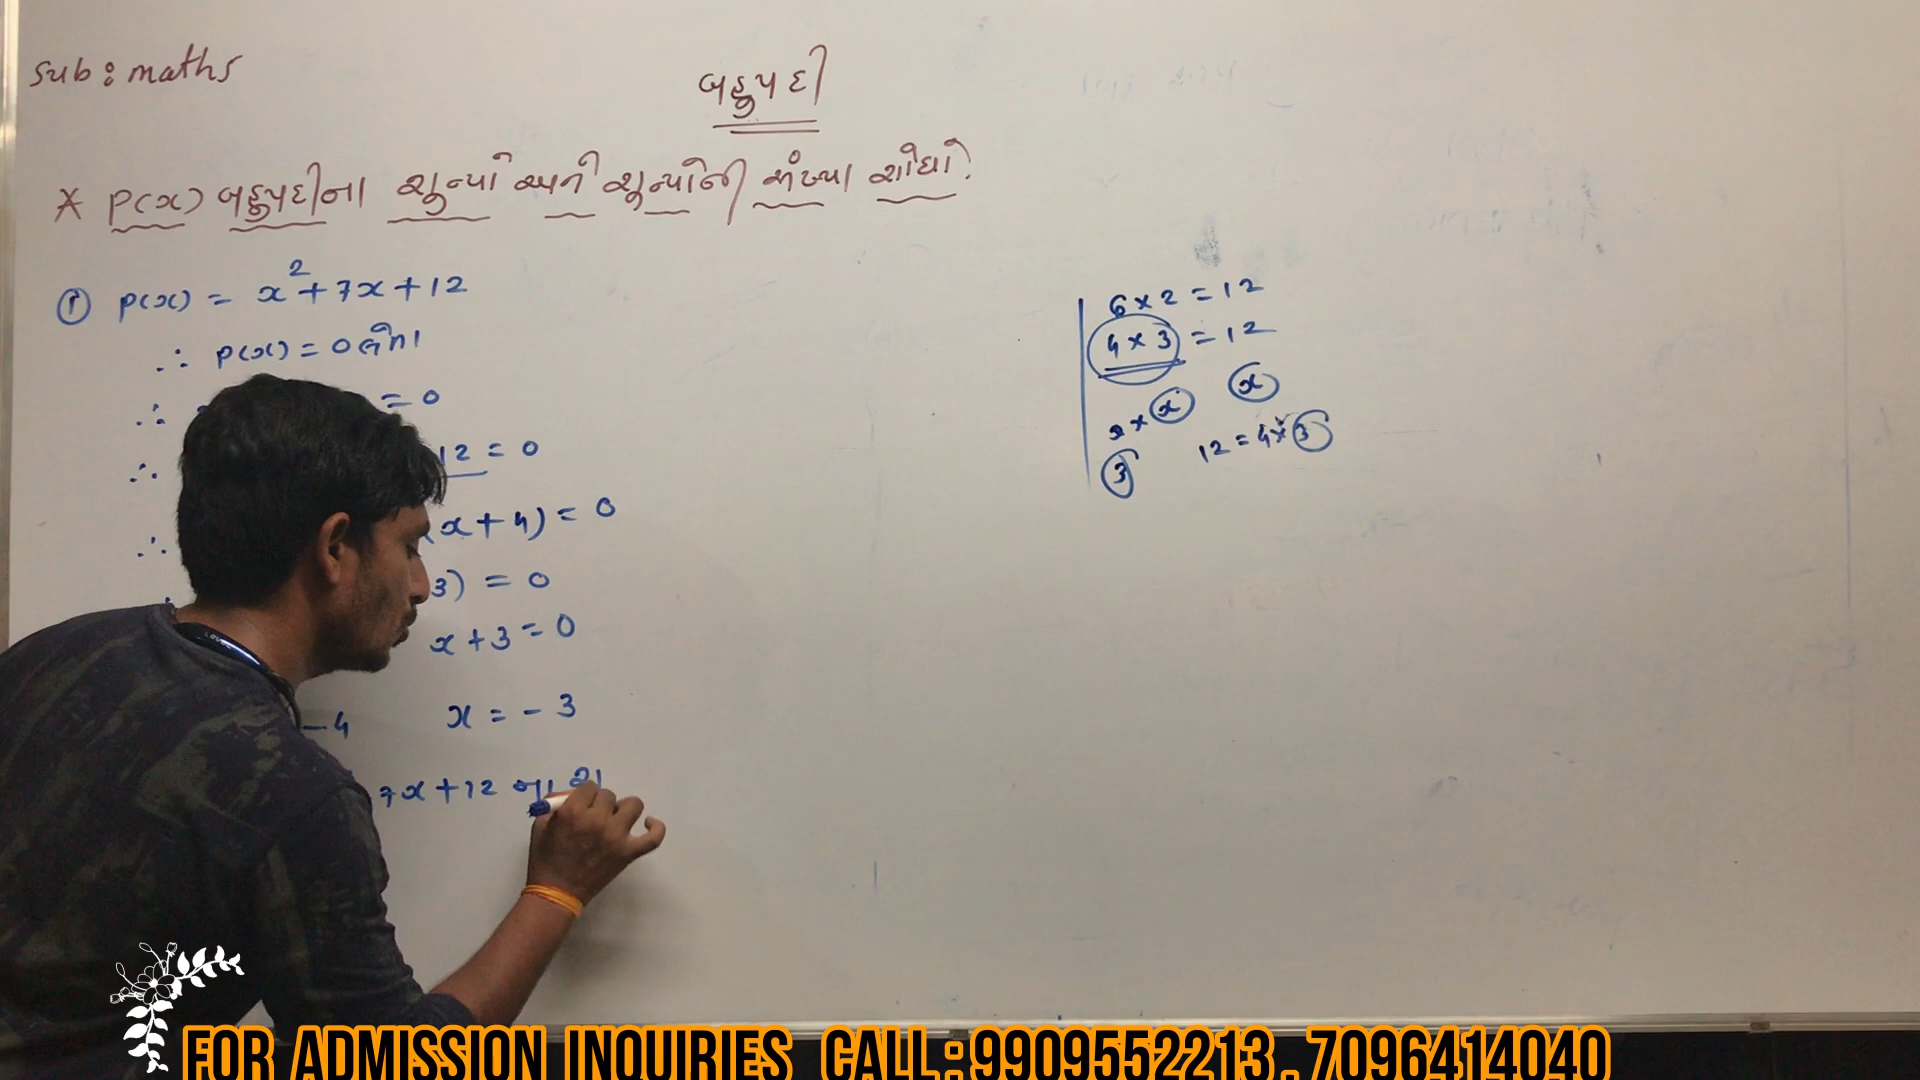 sub : maths
બહુપદી
* P(x) બહુપદીના શૂન્યો અને શૂન્યોની સંખ્યા શોધો.
① P(x) = x² + 7x + 12
∴ P(x) = 0 લેતા
∴ = 0
∴ 12 = 0
∴ (x + 4) = 0
3) = 0
x + 3 = 0
- 4 x = - 3
7x + 12 ના શ
6 × 2 = 12
4 × 3 = 12
x × x x
3 12 = 4 × 3
FOR ADMISSION INQUIRIES CALL : 9909552213 , 7096414040